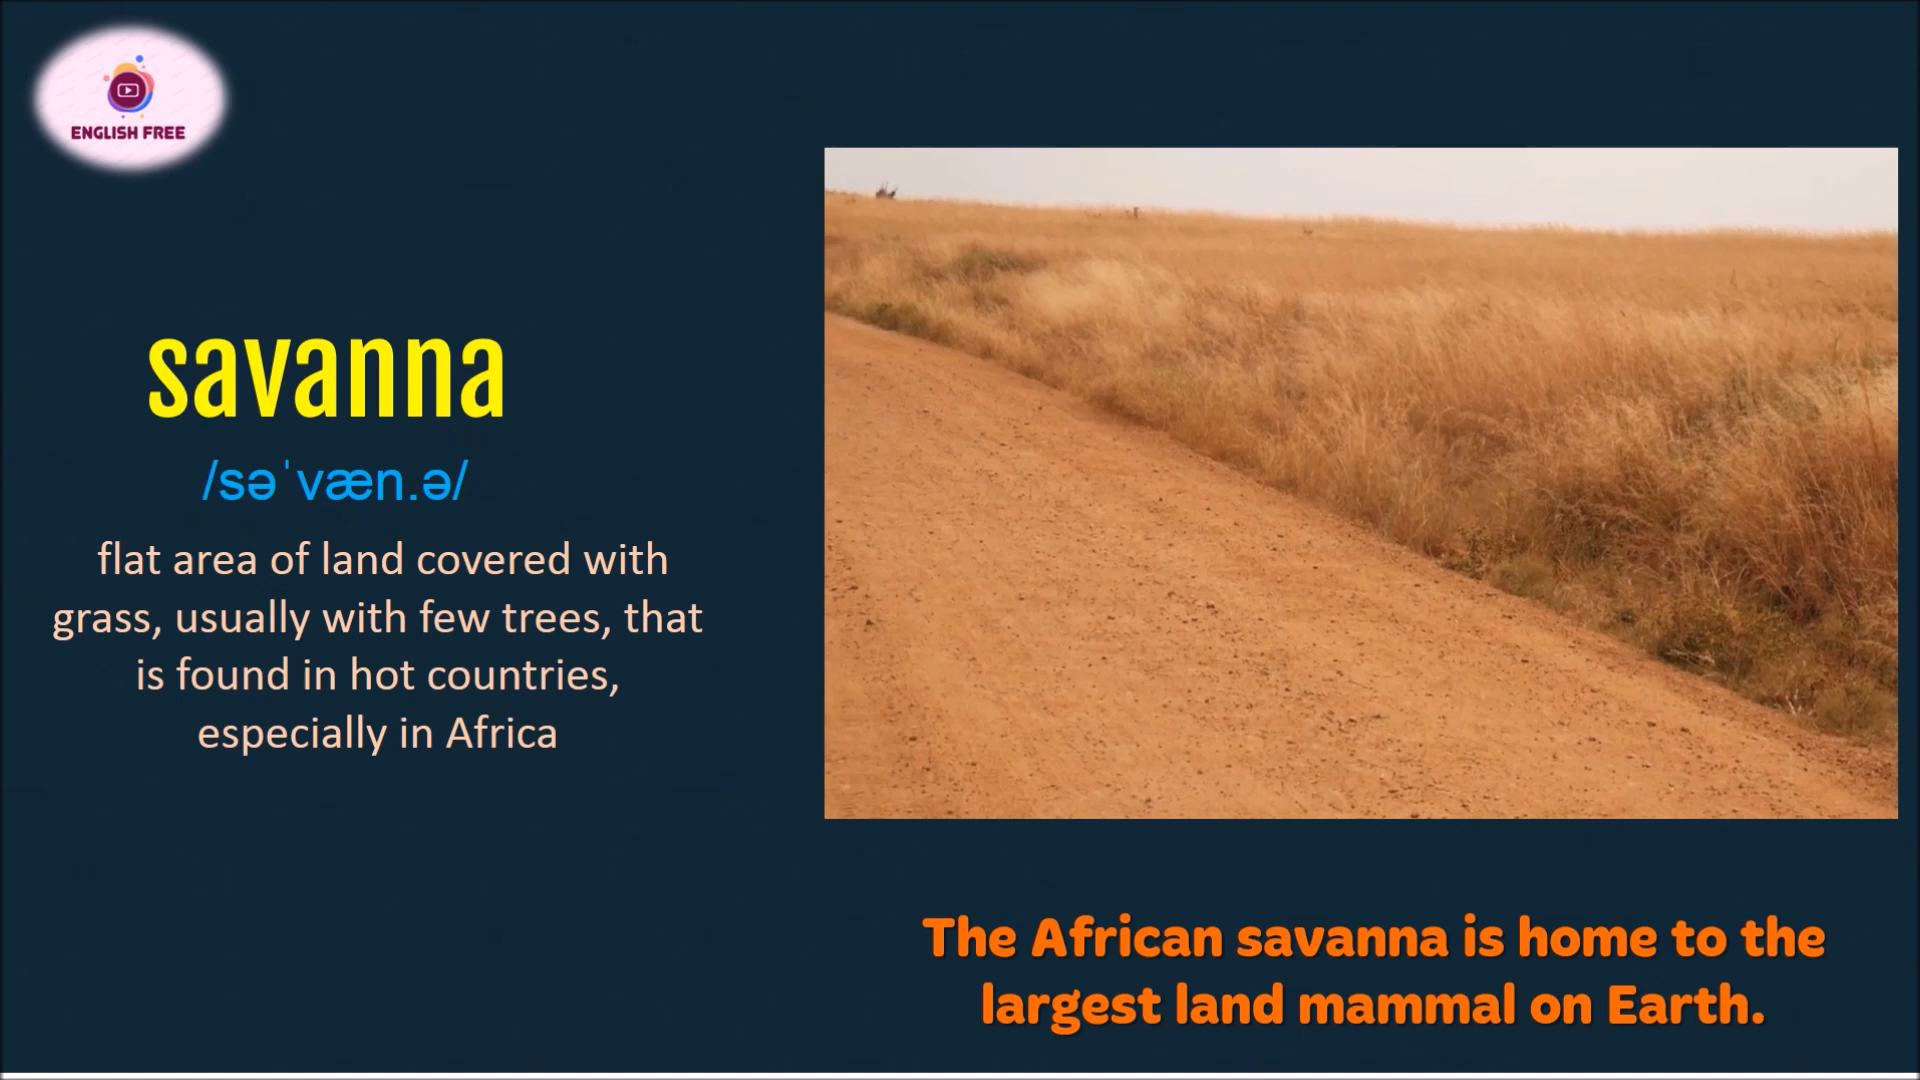 ENGLISH FREE
savanna
/səˈvæn.ə/
flat area of land covered with
grass, usually with few trees, that
is found in hot countries,
especially in Africa
The African savanna is home to the
largest land mammal on Earth.